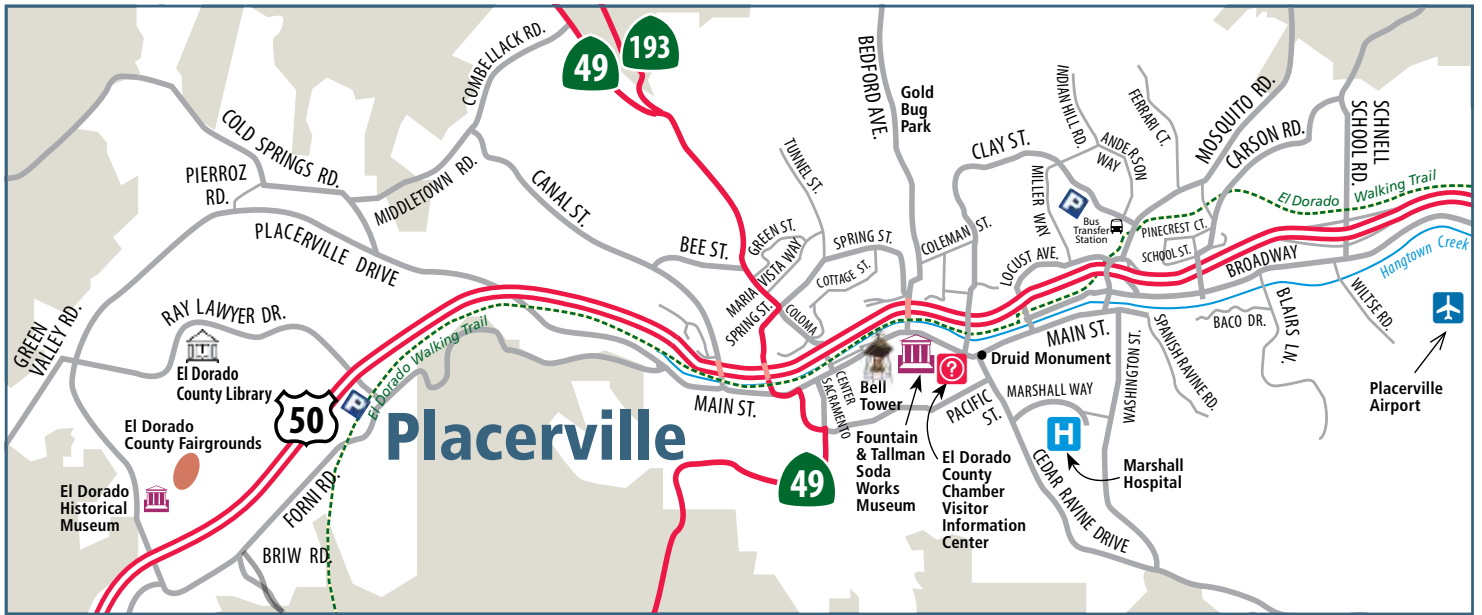 COMBELLACK RD.
49
193
BEDFORD AVE.
Gold
Bug
Park
INDIAN HILL RD.
FERRARI CT.
MOSQUITO RD.
CARSON RD.
SCHNELL
SCHOOL RD.
COLD SPRINGS RD.
PIERROZ
RD.
MIDDLETOWN RD.
CANAL ST.
TUNNEL ST.
CLAY ST.
ANDERSON
WAY
MILLER WAY
P
Bus
Transfer
Station
El Dorado Walking Trail
PLACERVILLE DRIVE
BEE ST.
GREEN ST.
MARIA
VISTA WAY
SPRING ST.
SPRING ST.
COTTAGE ST.
COLOMA
COLEMAN ST.
LOCUST AVE.
PINECREST CT.
SCHOOL ST.
BROADWAY
Hangtown Creek
GREEN
VALLEY RD.
RAY LAWYER DR.
El Dorado
County Library
El Dorado Walking Trail
P
50
Placerville
El Dorado
County Fairgrounds
El Dorado
Historical
Museum
FORNI RD.
BRIW RD.
MAIN ST.
CENTER
SACRAMENTO
49
Bell
Tower
Fountain
& Tallman
Soda
Works
Museum
?
El Dorado
County
Chamber
Visitor
Information
Center
PACIFIC
ST.
MAIN ST.
Druid Monument
MARSHALL WAY
H
Marshall
Hospital
CEDAR RAVINE DRIVE
WASHINGTON ST.
SPANISH RAVINE RD.
BACO DR.
BLAIRS LN.
WILTSE RD.
Placerville
Airport